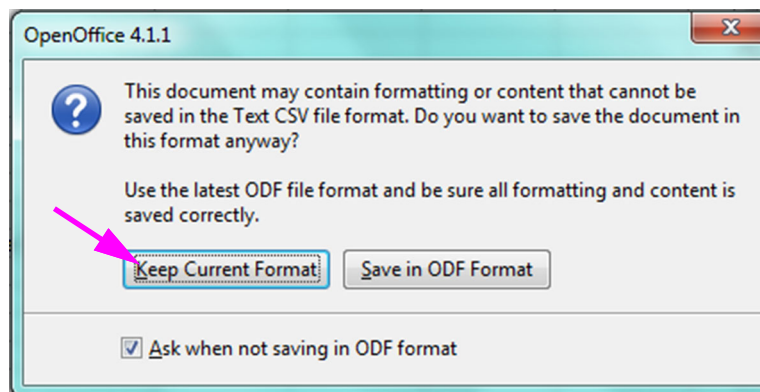 OpenOffice 4.1.1
This document may contain formatting or content that cannot be
saved in the Text CSV file format. Do you want to save the document in
this format anyway?
Use the latest ODF file format and be sure all formatting and content is
saved correctly.
Keep Current Format
Save in ODF Format
Ask when not saving in ODF format